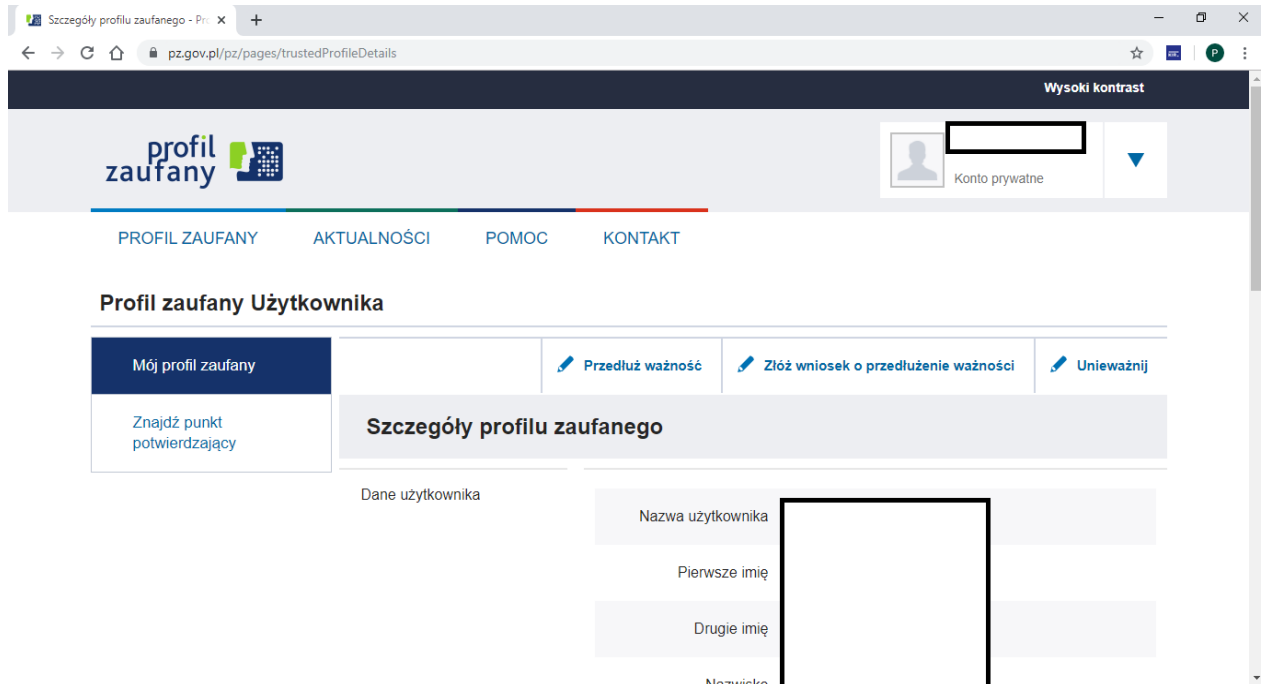 Szczegóły profilu zaufanego - Pr
pz.gov.pl/pz/pages/trustedProfileDetails
P
Wysoki kontrast
profil
zaufany
Konto prywatne
PROFIL ZAUFANY AKTUALNOŚCI POMOC KONTAKT
Profil zaufany Użytkownika
Mój profil zaufany
Przedłuż ważność Złóż wniosek o przedłużenie ważności Unieważnij
Znajdź punkt
potwierdzający
Szczegóły profilu zaufanego
Dane użytkownika
Nazwa użytkownika
Pierwsze imię
Drugie imię
Nazwisko